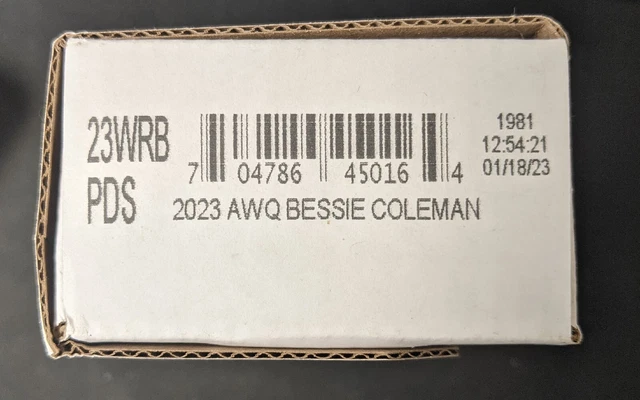 23WRB
PDS
7 04786 45016 4
2023 AWQ BESSIE COLEMAN
1981
12:54:21
01/18/23